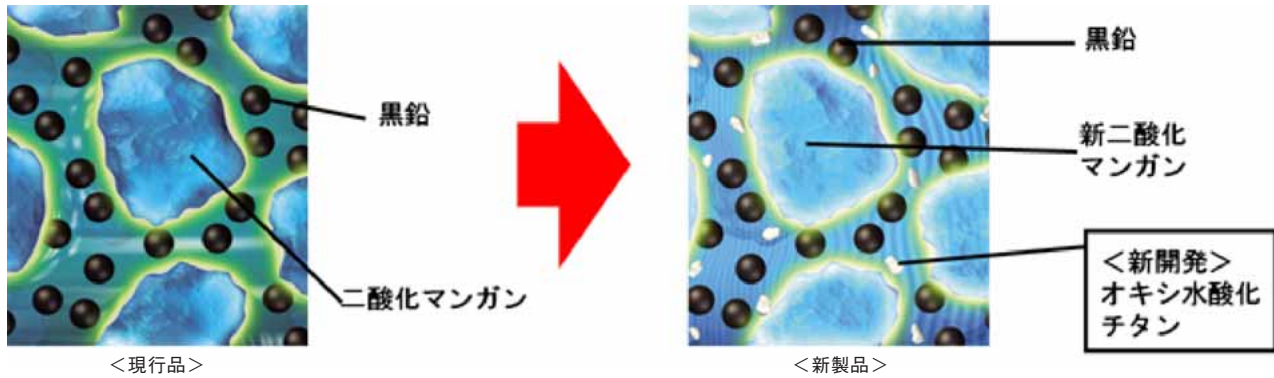 黒鉛
二酸化マンガン
＜現行品＞
黒鉛
新二酸化
マンガン
＜新開発＞
オキシ水酸化
チタン
＜新製品＞